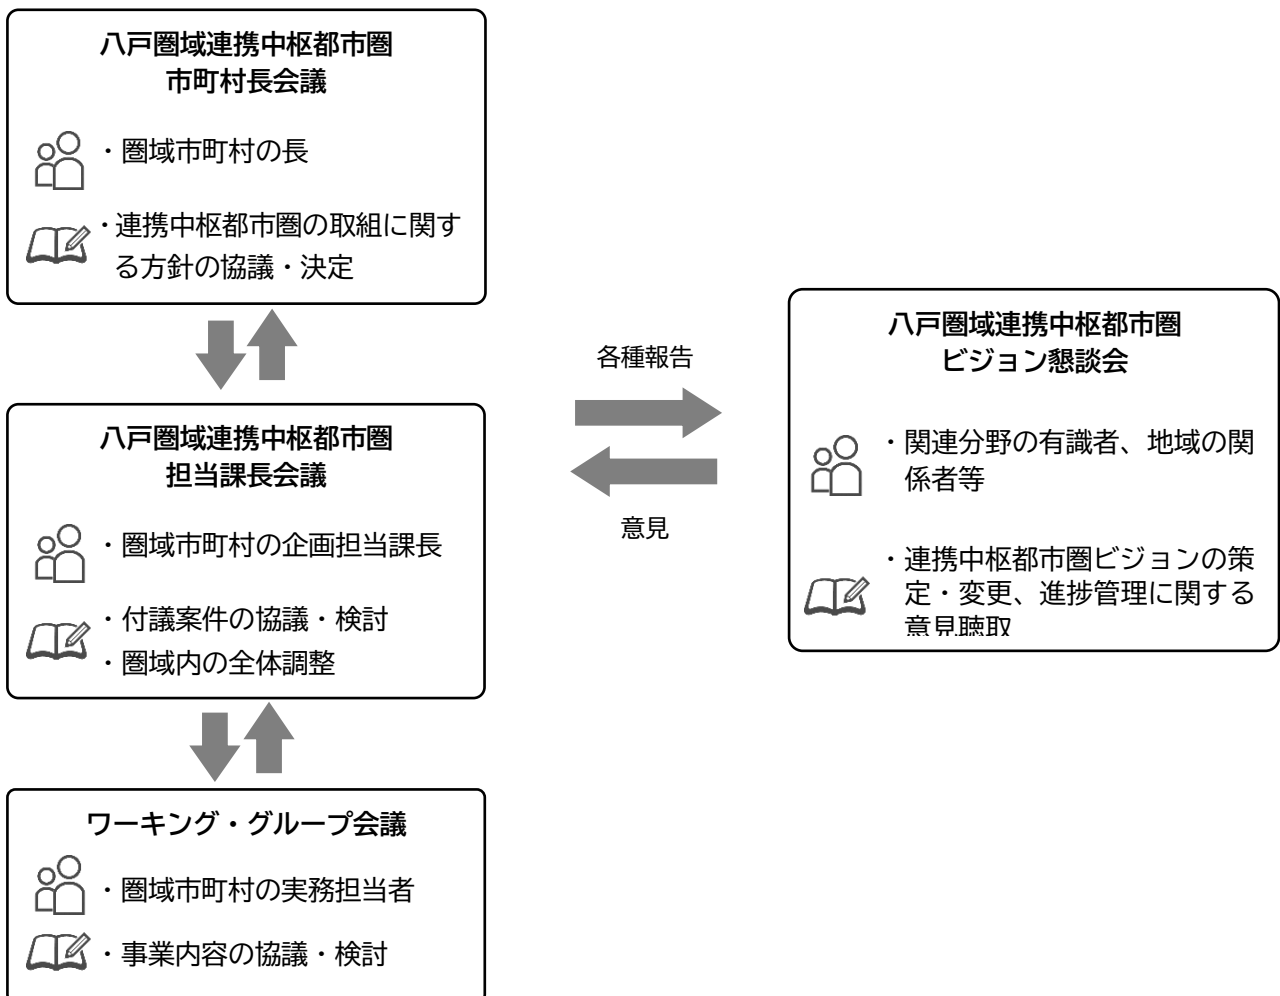 八戸圏域連携中枢都市圏
市町村長会議
・圏域市町村の長
・連携中枢都市圏の取組に関す
る方針の協議・決定
八戸圏域連携中枢都市圏
担当課長会議
・圏域市町村の企画担当課長
・付議案件の協議・検討
・圏域内の全体調整
ワーキング・グループ会議
・圏域市町村の実務担当者
・事業内容の協議・検討
各種報告
意見
八戸圏域連携中枢都市圏
ビジョン懇談会
・関連分野の有識者、地域の関
係者等
・連携中枢都市圏ビジョンの策
定・変更、進捗管理に関する
意見聴取